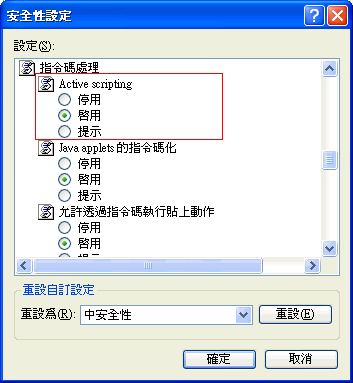 安全性設定
設定(S):
指令碼處理
Active scripting
停用
啓用
提示
Java applets 的指令碼化
停用
啓用
提示
允許透過指令碼執行貼上動作
停用
啓用
重設自訂設定
重設爲(R):
中安全性
重設(E)
確定
取消